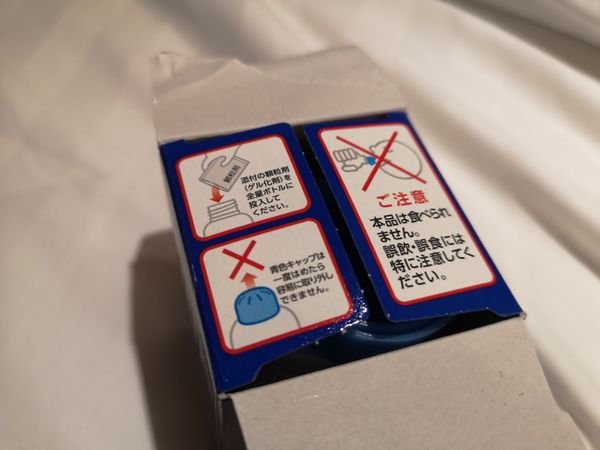 顆粒剤
添付の顆粒剤
(ゲル化剤)を
全量ボトルに
投入して
ください。
青色キャップは
一度はめたら
容易に取り外し
できません。
ご注意
本品は食べられ
ません。
誤飲・誤食には
特に注意してく
ださい。